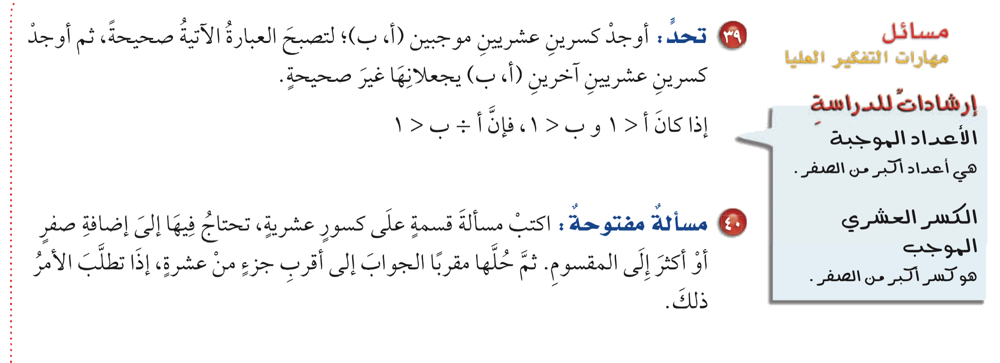 مسائل
مهارات التفكير العليا
٣٩ تحدٍّ: أوجدْ كسرينِ عشريينِ موجبين (أ، ب)؛ لتصبحَ العبارةُ الآتيةُ صحيحةً، ثم أوجدْ
كسرينِ عشريينِ آخرينِ (أ، ب) يجعلانِهَا غيرَ صحيحةٍ.
إذا كانَ أ < ١ و ب < ١ ، فإنَّ أ ÷ ب < ١
إرشاداتٌ للدراسةِ
الأعداد الموجبة
هي أعداد أكبر من الصفر.
الكسر العشري
الموجب
هو كسر أكبر من الصفر.
٤٠ مسألةٌ مفتوحةٌ: اكتبْ مسألةَ قسمةٍ علَى كسورٍ عشريةٍ، تحتاجُ فِيهَا إلىَ إضافةِ صفرٍ
أوْ أكثرَ إِلَى المقسومِ. ثمَّ حُلَّها مقربًا الجوابَ إلى أقربِ جزءٍ منْ عشرةٍ، إذَا تطلَّبَ الأمرُ
ذلكَ.